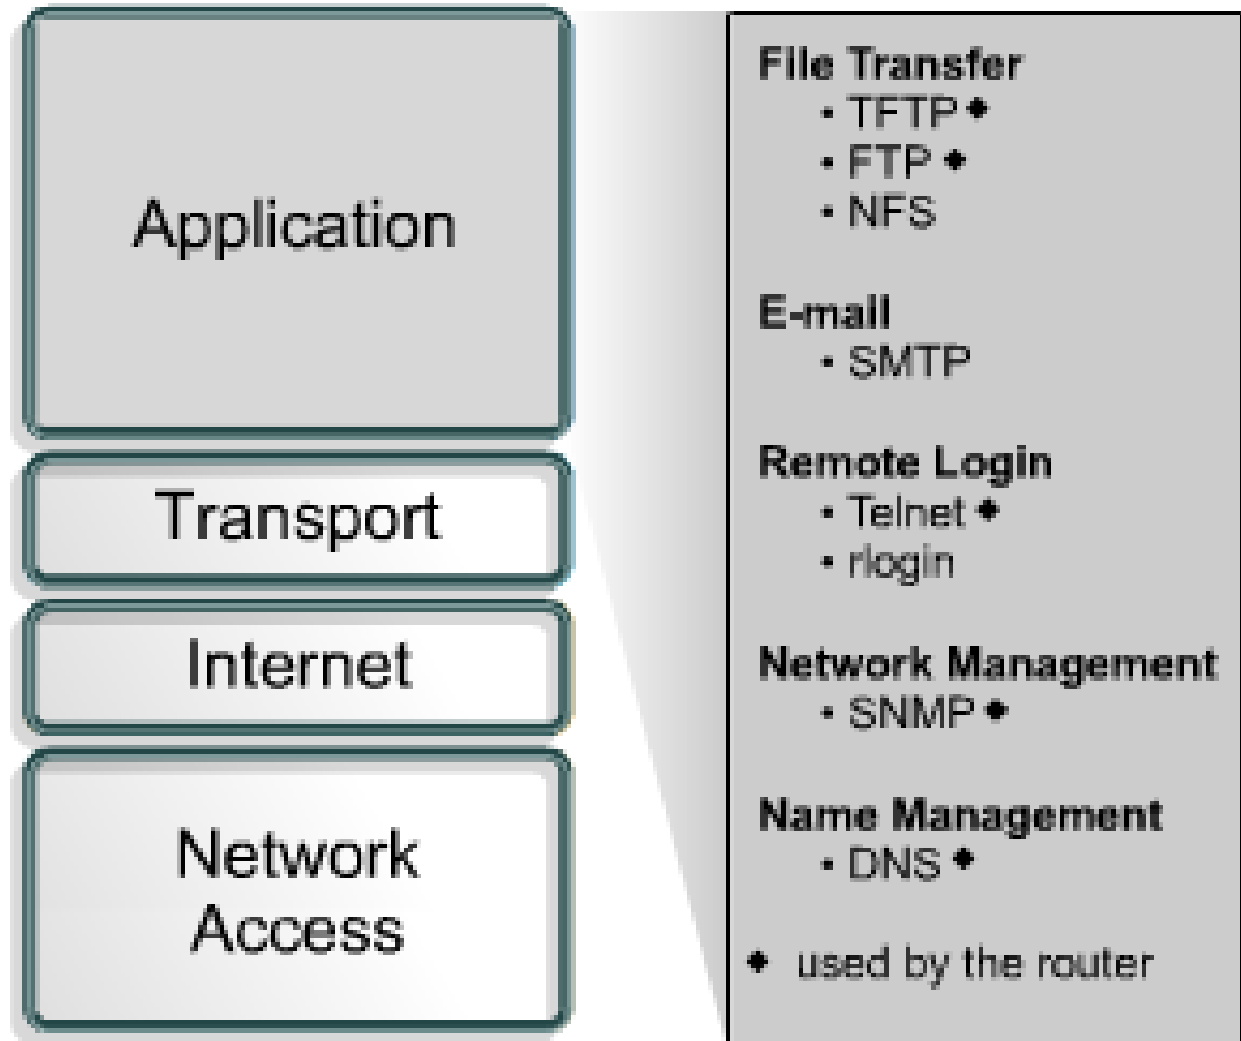 Application
Transport
Internet
Network
Access
File Transfer
• TFTP ◆
• FTP ◆
• NFS
E-mail
• SMTP
Remote Login
• Telnet ◆
• rlogin
Network Management
• SNMP ◆
Name Management
• DNS ◆
◆ used by the router